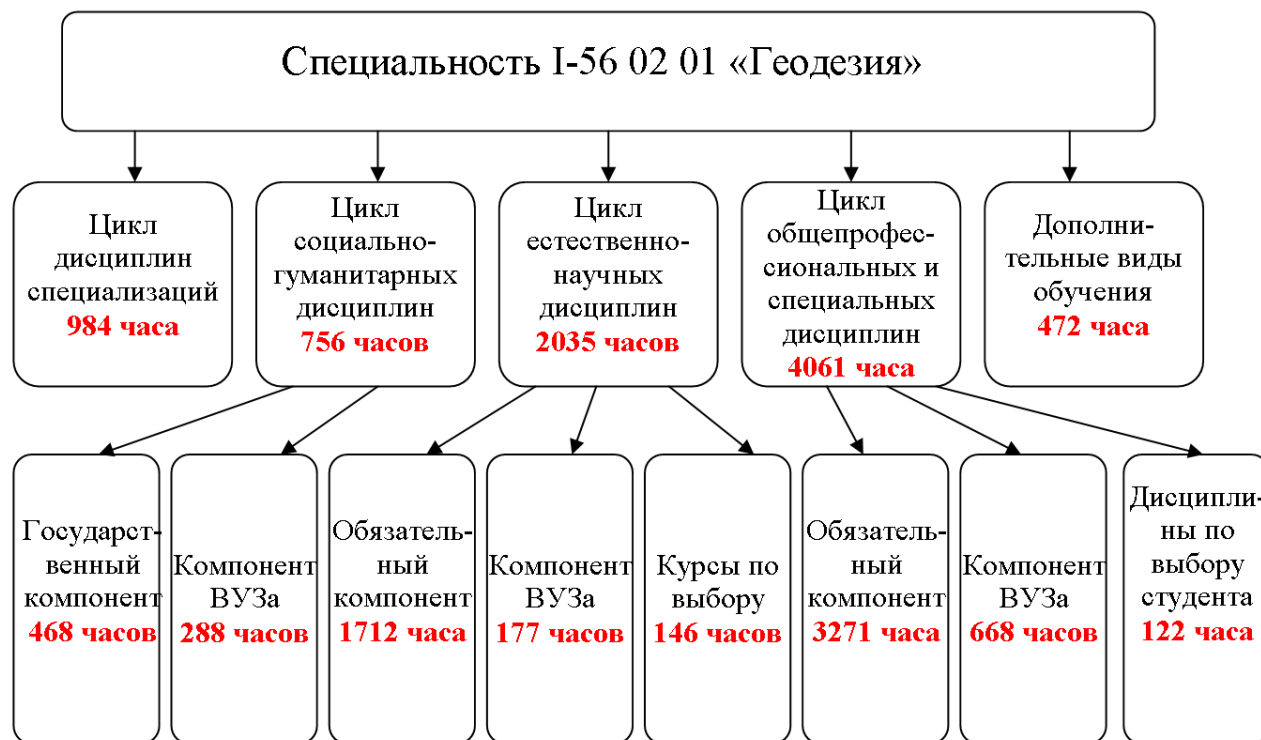 Специальность I-56 02 01 «Геодезия»
Цикл
дисциплин
специализаций
984 часа
Цикл
социально-
гуманитарных
дисциплин
756 часов
Цикл
естественно-
научных
дисциплин
2035 часов
Цикл
общепрофес-
сиональных и
специальных
дисциплин
4061 часа
Дополни-
тельные виды
обучения
472 часа
Государст-
венный
компонент
468 часов
Компонент
ВУЗа
288 часов
Обязатель-
ный
компонент
1712 часа
Компонент
ВУЗа
177 часов
Курсы по
выбору
146 часов
Обязатель-
ный
компонент
3271 часа
Компонент
ВУЗа
668 часов
Дисципли-
ны по
выбору
студента
122 часа